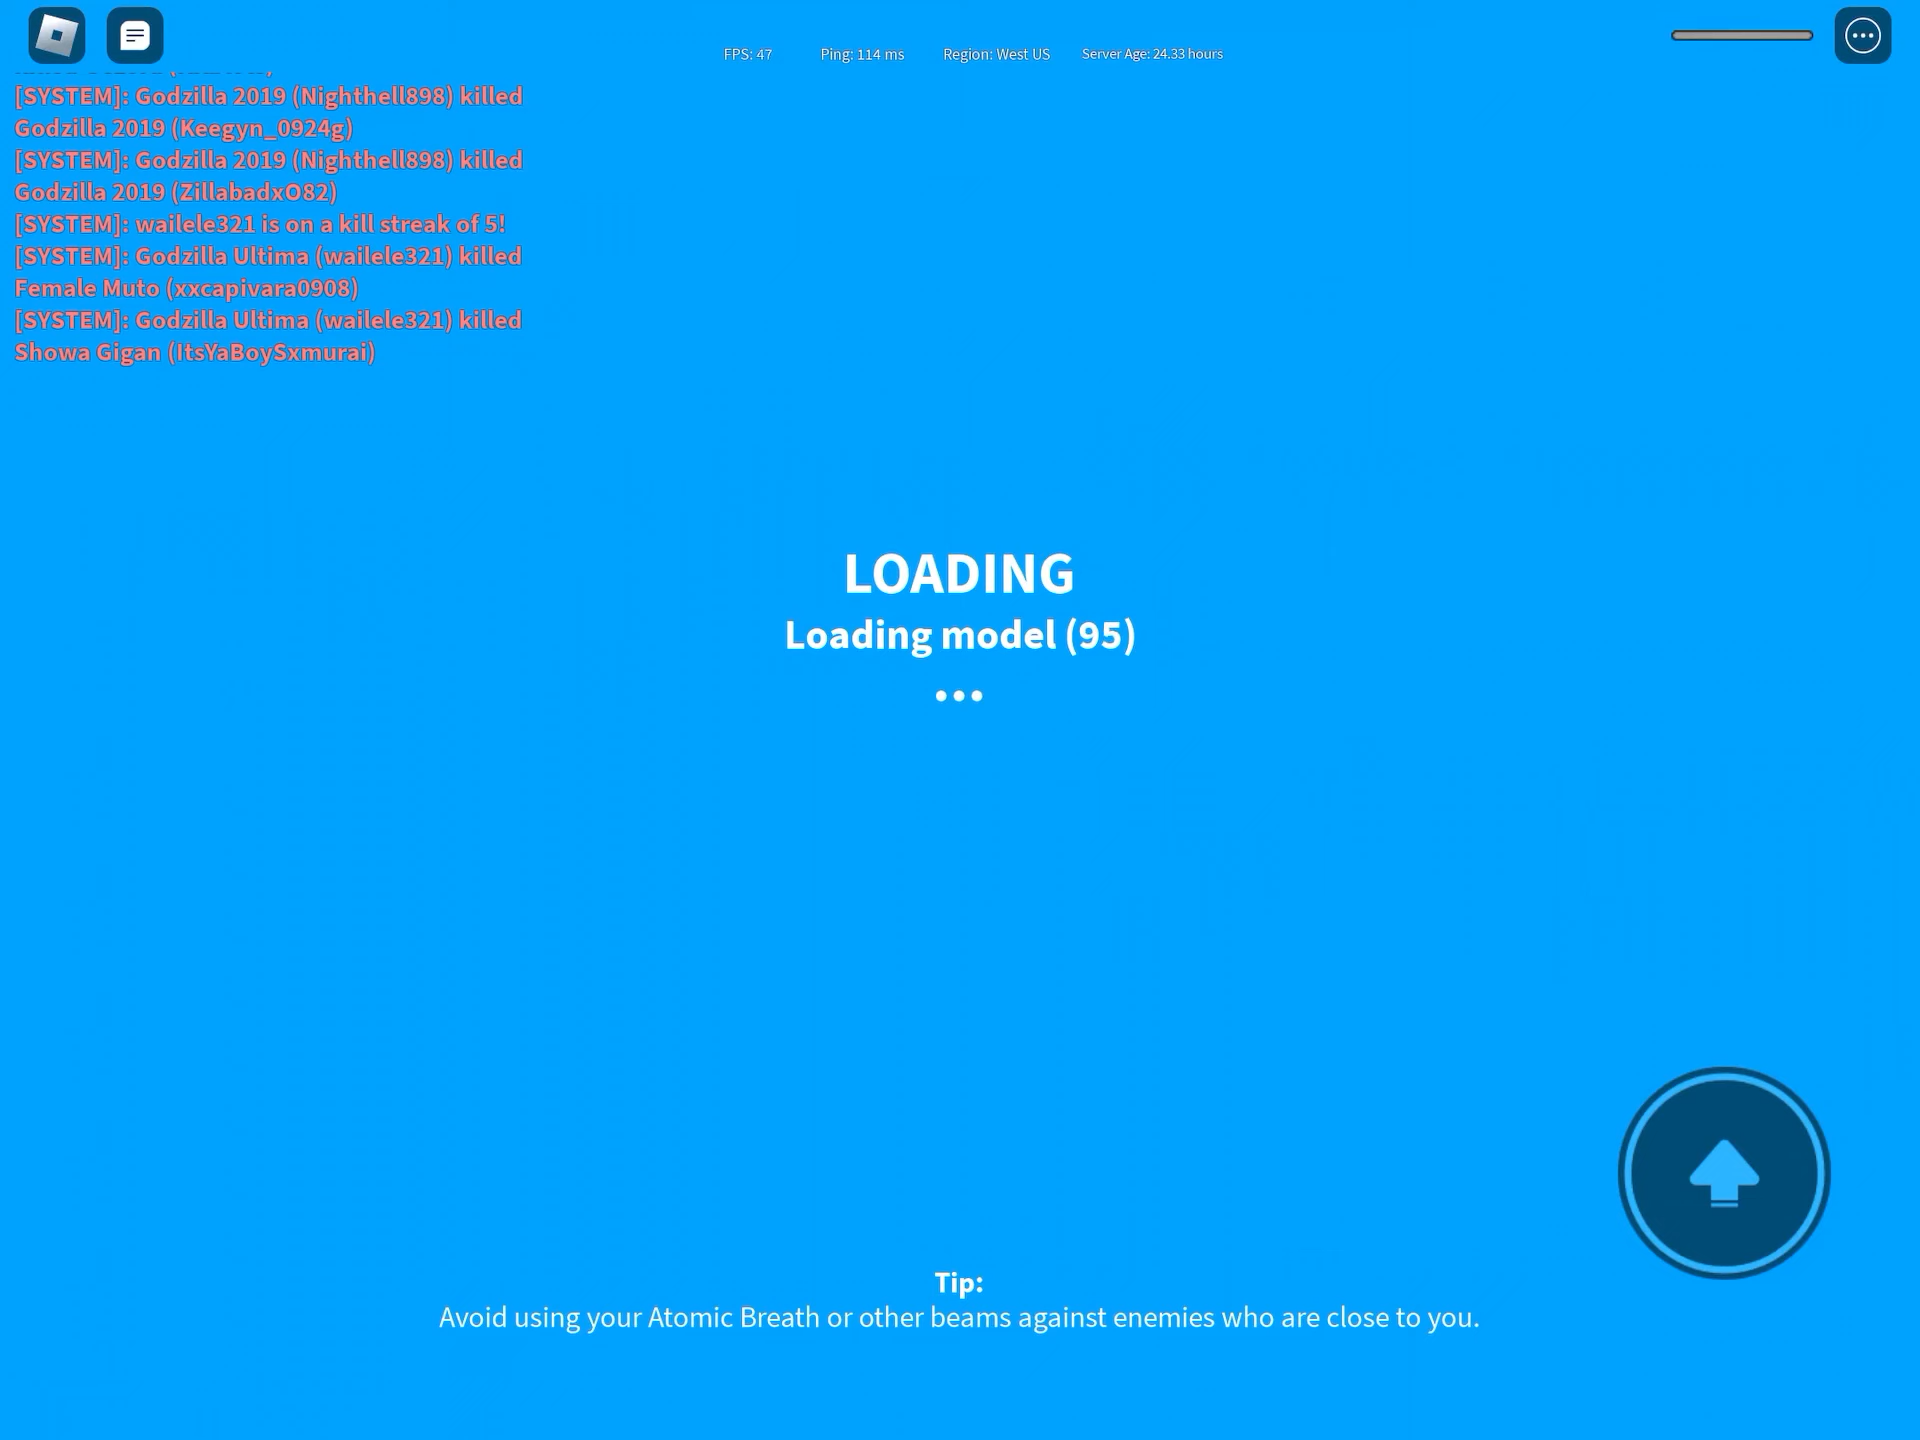 FPS: 47 Ping: 114 ms Region: West US Server Age: 24.33 hours
[SYSTEM]: Godzilla 2019 (Nighthell898) killed
Godzilla 2019 (Keegyn_0924g)
[SYSTEM]: Godzilla 2019 (Nighthell898) killed
Godzilla 2019 (ZillabadxO82)
[SYSTEM]: wailele321 is on a kill streak of 5!
[SYSTEM]: Godzilla Ultima (wailele321) killed
Female Muto (xxcapivara0908)
[SYSTEM]: Godzilla Ultima (wailele321) killed
Showa Gigan (ItsYaBoySxmurai)
LOADING
Loading model (95)
Tip:
Avoid using your Atomic Breath or other beams against enemies who are close to you.